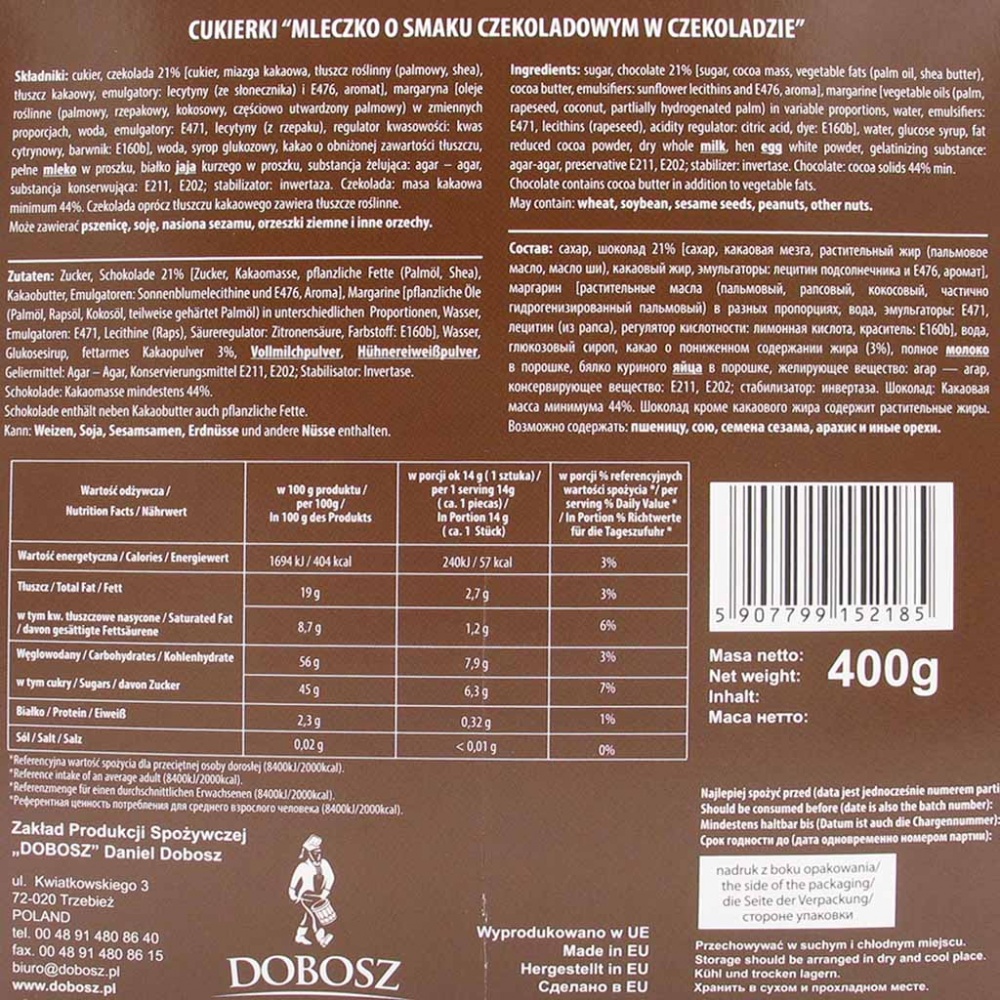 CUKIERKI “MLECZKO O SMAKU CZEKOLADOWYM W CZEKOLADZIE”
Składniki: cukier, czekolada 21% [cukier, miazga kakaowa, tłuszcz roślinny (palmowy, shea),
tłuszcz kakaowy, emulgatory: lecytyny (ze słonecznika) i E476, aromat], margaryna [oleje
roślinne (palmowy, rzepakowy, kokosowy, częściowo utwardzony palmowy) w zmiennych
proporcjach, woda, emulgatory: E471, lecytyny (z rzepaku), regulator kwasowości: kwas
cytrynowy, barwnik: E160b], woda, syrop glukozowy, kakao o obniżonej zawartości tłuszczu,
pełne mleko w proszku, białko jaja kurzego w proszku, substancja żelująca: agar – agar,
substancja konserwująca: E211, E202; stabilizator: inwertaza. Czekolada: masa kakaowa
minimum 44%. Czekolada oprócz tłuszczu kakaowego zawiera tłuszcze roślinne.
Może zawierać pszenicę, soję, nasiona sezamu, orzeszki ziemne i inne orzechy.
Ingredients: sugar, chocolate 21% [sugar, cocoa mass, vegetable fats (palm oil, shea butter),
cocoa butter, emulsifiers: sunflower lecithins and E476, aroma], margarine [vegetable oils (palm,
rapeseed, coconut, partlially hydrogenated palm) in variable proportions, water, emulsifiers:
E471, lecithins (rapeseed), acidity regulator: citric acid, dye: E160b], water, glucose syrup, fat
reduced cocoa powder, dry whole milk, hen egg white powder, gelatinizing substance:
agar-agar, preservative E211, E202; stabilizer: invertase. Chocolate: cocoa solids 44% min.
Chocolate contains cocoa butter in addition to vegetable fats.
May contain: wheat, soybean, sesame seeds, peanuts, other nuts.
Zutaten: Zucker, Schokolade 21% [Zucker, Kakaomasse, pflanzliche Fette (Palmöl, Shea),
Kakaobutter, Emulgatoren: Sonnenblumelecithine und E476, Aroma], Margarine [pflanzliche Öle
(Palmöl, Rapsöl, Kokosöl, teilweise gehärtet Palmöl) in unterschiedlichen Proportionen, Wasser,
Emulgatoren: E471, Lecithine (Raps), Säureregulator: Zitronensäure, Farbstoff: E160b], Wasser,
Glukosesirup, fettarmes Kakaopulver 3%, Vollmilchpulver, Hühnereiweißpulver,
Geliermittel: Agar – Agar, Konservierungsmittel E211, E202; Stabilisator: Invertase.
Schokolade: Kakaomasse mindestens 44%.
Schokolade enthält neben Kakaobutter auch pflanzliche Fette.
Kann: Weizen, Soja, Sesamsamen, Erdnüsse und andere Nüsse enthalten.
Состав: сахар, шоколад 21% [сахар, какаовая мезга, растительный жир (пальмовое
масло, масло ши), какаовый жир, эмульгаторы: лецитин подсолнечника и E476, аромат],
маргарин [растительные масла (пальмовый, рапсовый, кокосовый, частично
гидрогенизированный пальмовый) в разных пропорциях, вода, эмульгаторы: E471,
лецитин (из рапса), регулятор кислотности: лимонная кислота, краситель: E160b], вода,
глюкозовый сироп, какао о пониженном содержании жира (3%), полное молоко
в порошке, бялко куриного яйца в порошке, желирующее вещество: агар — агар,
консервирующее вещество: E211, E202; стабилизатор: инвертаза. Шоколад: Какаовая
масса минимума 44%. Шоколад кроме какаового жира содержит растительные жиры.
Возможно содержать: пшеницу, сою, семена сезама, арахис и иные орехи.
Wartość odżywcza /
Nutrition Facts / Nährwert
w 100 g produktu /
per 100g /
In 100 g des Produkts
w porcji ok 14 g ( 1 sztuka) /
per 1 serving 14g
( ca. 1 pieces) /
In Portion 14 g
( ca. 1 Stück)
w porcji % referencyjnych
wartości spożycia */ per
serving % Daily Value *
/ In Portion % Richtwerte
für die Tageszufuhr *
Wartość energetyczna / Calories / Energiewert
1694 kJ / 404 kcal
240kJ / 57 kcal
3%
Tłuszcz / Total Fat / Fett
19 g
2,7 g
3%
w tym kw. tłuszczowe nasycone / Saturated Fat
/ davon gesättigte Fettsäurene
8,7 g
1,2 g
6%
Węglowodany / Carbohydrates / Kohlenhydrate
56 g
7,9 g
3%
w tym cukry / Sugars / davon Zucker
45 g
6,3 g
7%
Białko / Protein / Eiweiß
2,3 g
0,32 g
1%
Sól / Salt / Salz
0,02 g
< 0,01 g
0%
*Referencyjna wartość spożycia dla przeciętnej osoby dorosłej (8400kJ/2000kcal).
*Reference intake of an average adult (8400kJ/2000kcal).
*Referenzmenge für einen durchschnittlichen Erwachsenen (8400kJ/2000kcal).
*Референтная ценность потребления для среднего взрослого человека (8400kJ/2000kcal).
5 907799 152185
Masa netto:
Net weight:
Inhalt:
Маса нетто:
400g
Najlepiej spożyć przed (data jest jednocześnie numerem parti
Should be consumed before (date is also the batch number):
Mindestens haltbar bis (Datum ist auch die Chargennummer):
Срок годности до (дата одновременно номером партии):
nadruk z boku opakowania/
the side of the packaging/
die Seite der Verpackung/
стороне упаковки
Zakład Produkcji Spożywczej
„DOBOSZ” Daniel Dobosz
ul. Kwiatkowskiego 3
72-020 Trzebież
POLAND
tel. 00 48 91 480 86 40
fax. 00 48 91 480 86 15
biuro@dobosz.pl
www.dobosz.pl
DOBOSZ
Wyprodukowano w UE
Made in EU
Hergestellt in EU
Сделано в EU
Przechowywać w suchym i chłodnym miejscu.
Storage should be arranged in dry and cool place.
Kühl und trocken lagern.
Хранить в сухом и прохладном месте.